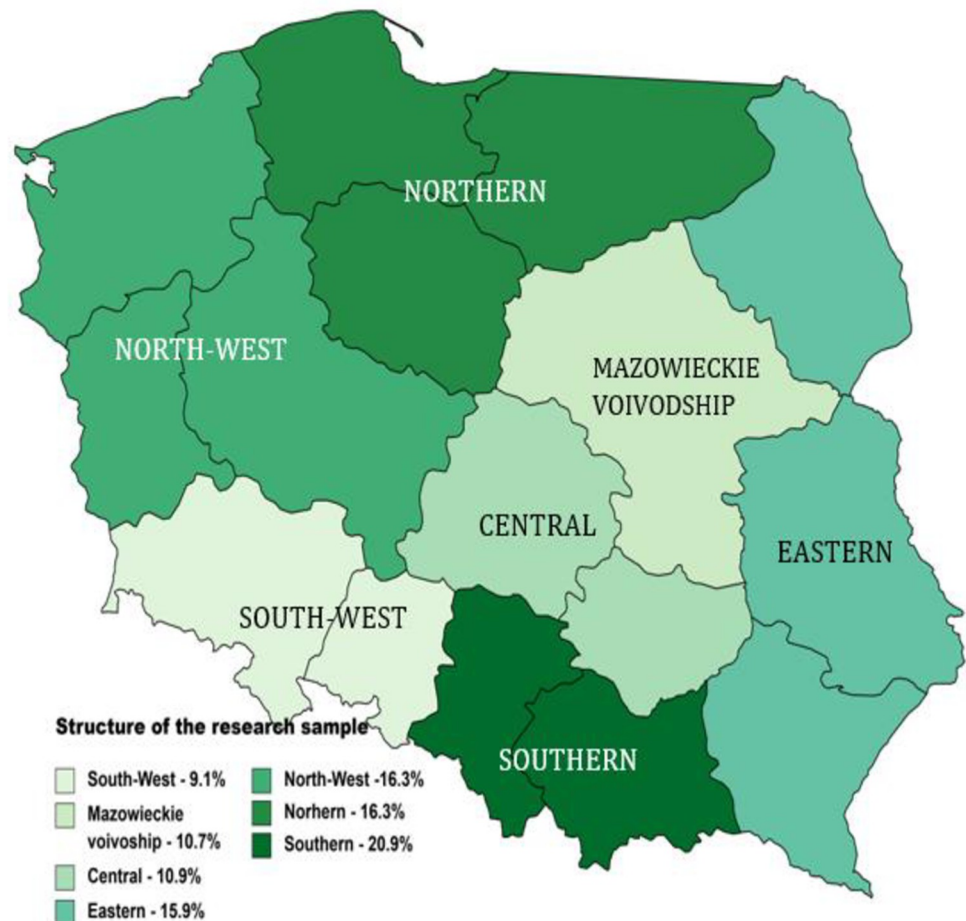 NORTHERN
NORTH-WEST
MAZOWIECKIE
VOIVODSHIP
CENTRAL
EASTERN
SOUTH-WEST
SOUTHERN
Structure of the research sample
South-West - 9.1%
Mazowieckie
voivoship - 10.7%
Central - 10.9%
Eastern - 15.9%
North-West -16.3%
Norhern - 16.3%
Southern - 20.9%